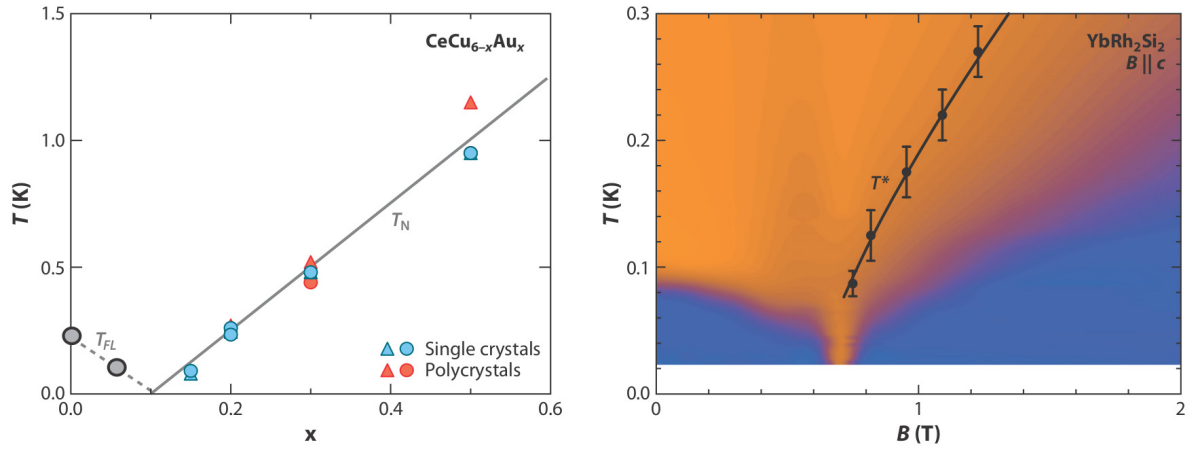 1.5
1.0
0.5
0.0
0.0
0.2
0.4
0.6
T (K)
x
CeCu6–xAux
TN
TFL
Single crystals
Polycrystals
0.3
0.2
0.1
0.0
0
1
2
T (K)
B (T)
YbRh2Si2
B || c
T*